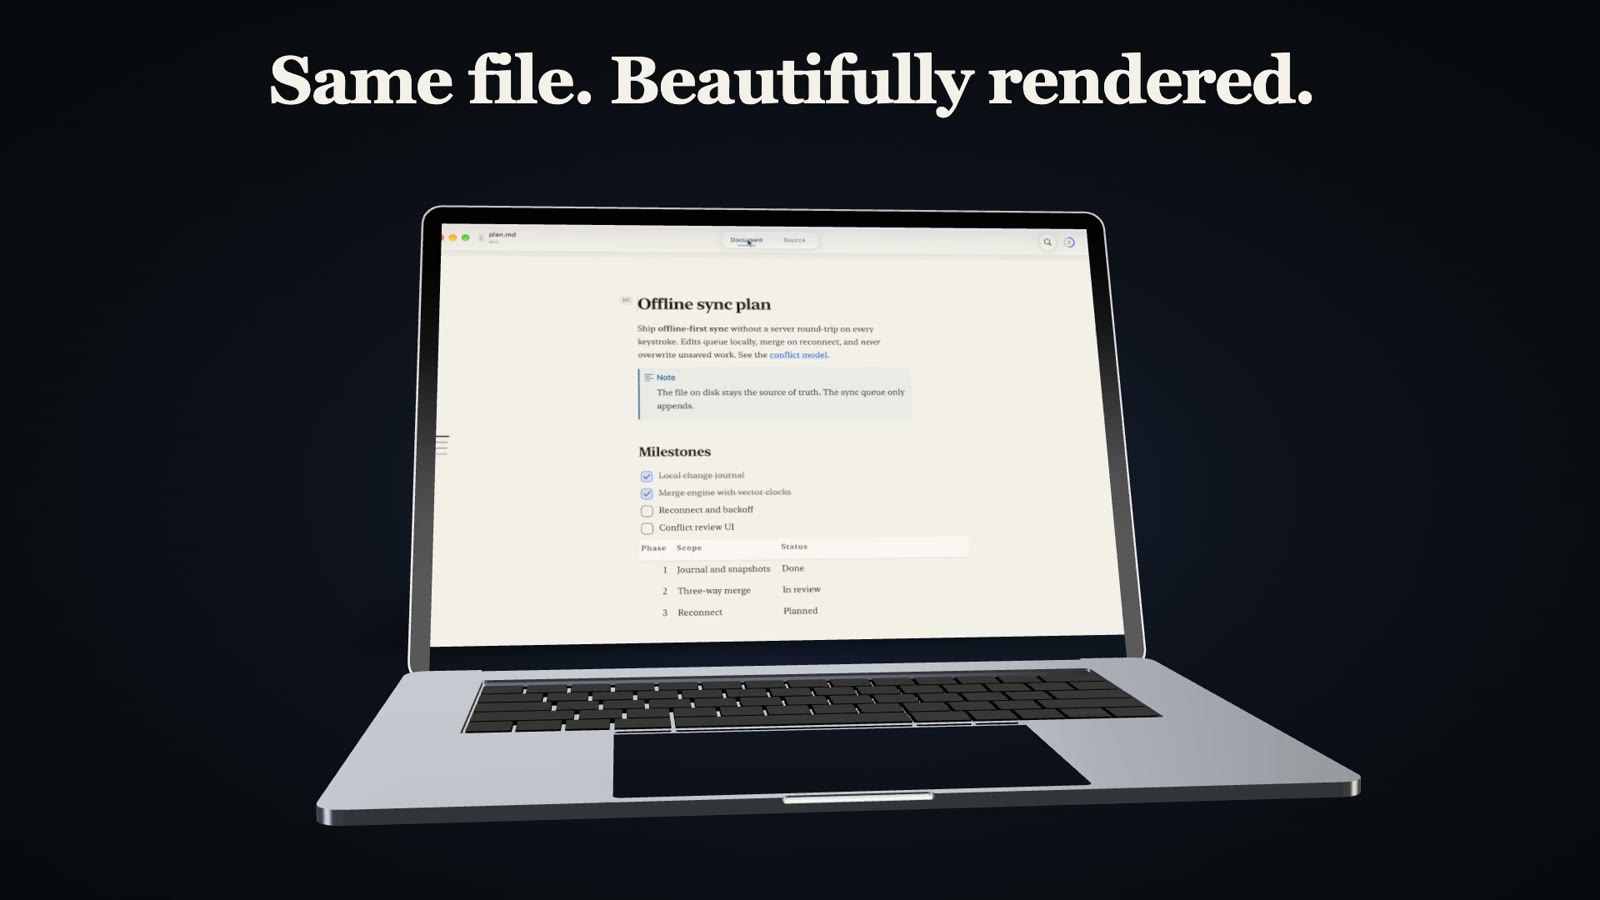 Same file. Beautifully rendered.
plan.md
Document
Source
Offline sync plan
Ship offline-first sync without a server round-trip on every
keystroke. Edits queue locally, merge on reconnect, and never
overwrite unsaved work. See the conflict model.
Note
The file on disk stays the source of truth. The sync queue only
appends.
Milestones
Local change journal
Merge engine with vector clocks
Reconnect and backoff
Conflict review UI
Phase Scope Status
1 Journal and snapshots Done
2 Three-way merge In review
3 Reconnect Planned